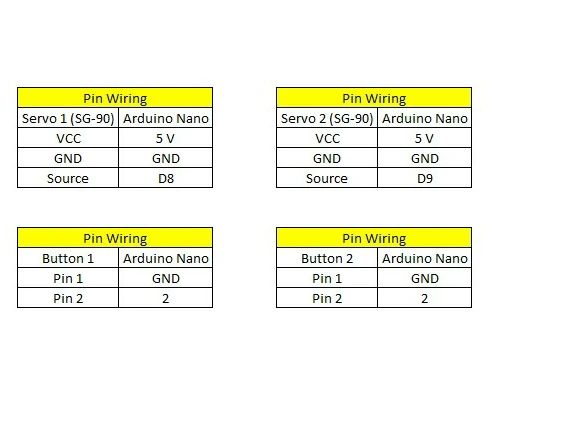 Pin Wiring
Servo 1 (SG-90) Arduino Nano
VCC 5 V
GND GND
Source D8
Pin Wiring
Servo 2 (SG-90) Arduino Nano
VCC 5 V
GND GND
Source D9
Pin Wiring
Button 1 Arduino Nano
Pin 1 GND
Pin 2 2
Pin Wiring
Button 2 Arduino Nano
Pin 1 GND
Pin 2 2